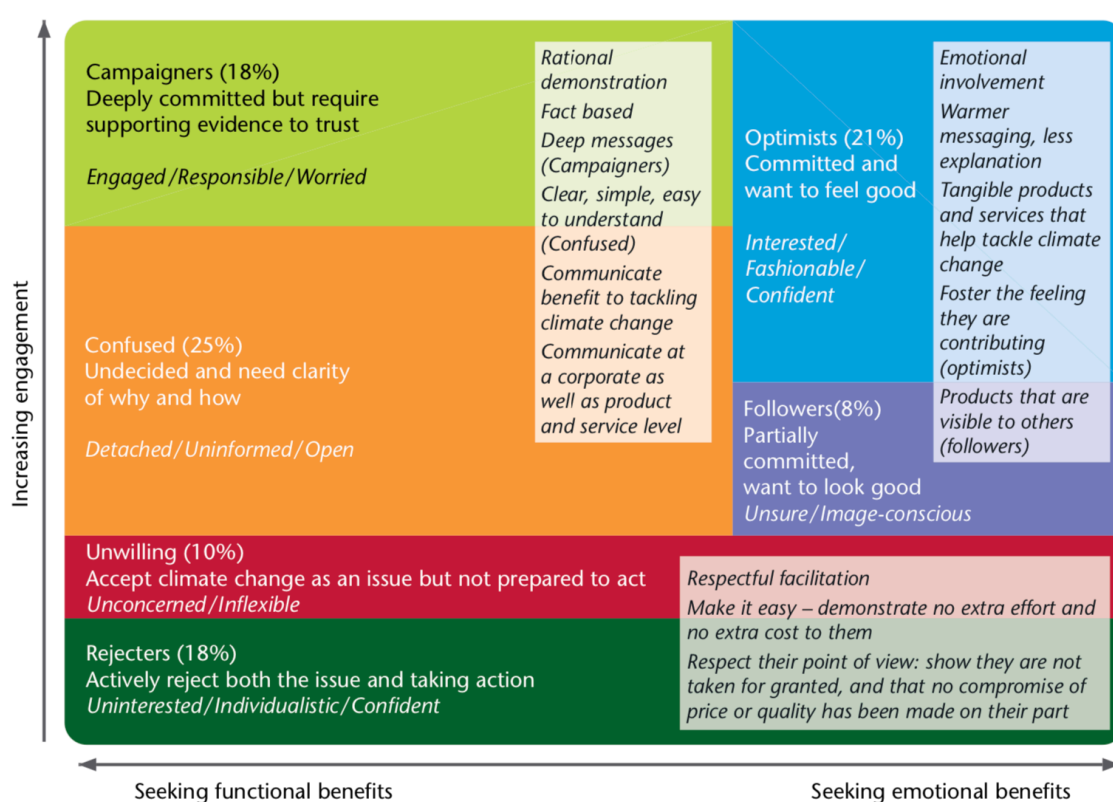 Increasing engagement
Campaigners (18%)
Deeply committed but require
supporting evidence to trust
Engaged/Responsible/Worried
Confused (25%)
Undecided and need clarity
of why and how
Detached/Uninformed/Open
Rational
demonstration
Fact based
Deep messages
(Campaigners)
Clear, simple, easy
to understand
(Confused)
Communicate
benefit to tackling
climate change
Communicate at
a corporate as
well as product
and service level
Optimists (21%)
Committed and
want to feel good
Interested/
Fashionable/
Confident
Emotional
involvement
Warmer
messaging, less
explanation
Tangible products
and services that
help tackle climate
change
Foster the feeling
they are
contributing
(optimists)
Products that are
visible to others
(followers)
Followers(8%)
Partially
committed,
want to look good
Unsure/Image-conscious
Unwilling (10%)
Accept climate change as an issue but not prepared to act
Unconcerned/Inflexible
Rejecters (18%)
Actively reject both the issue and taking action
Uninterested/Individualistic/Confident
Respectful facilitation
Make it easy – demonstrate no extra effort and
no extra cost to them
Respect their point of view: show they are not
taken for granted, and that no compromise of
price or quality has been made on their part
Seeking functional benefits
Seeking emotional benefits